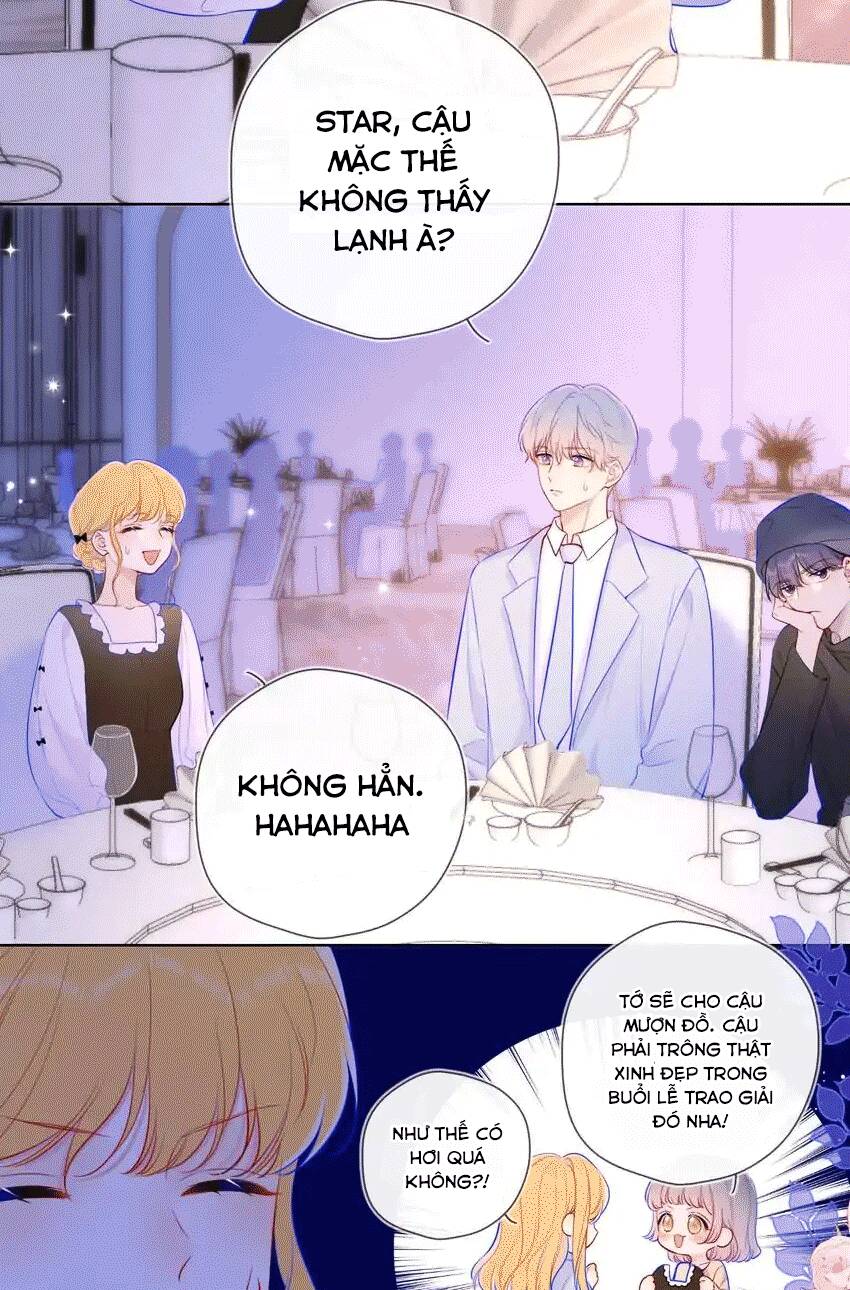 STAR, CẬU
MẶC THẾ
KHÔNG THẤY
LẠNH À?
KHÔNG HẲN.
HAHAHAHA
TỚ SẼ CHO CẬU
MƯỢN ĐỒ. CẬU
PHẢI TRÔNG THẬT
XINH ĐẸP TRONG
BUỔI LỄ TRAO GIẢI
ĐÓ NHA!
NHƯ THẾ CÓ
HƠI QUÁ
KHÔNG?!